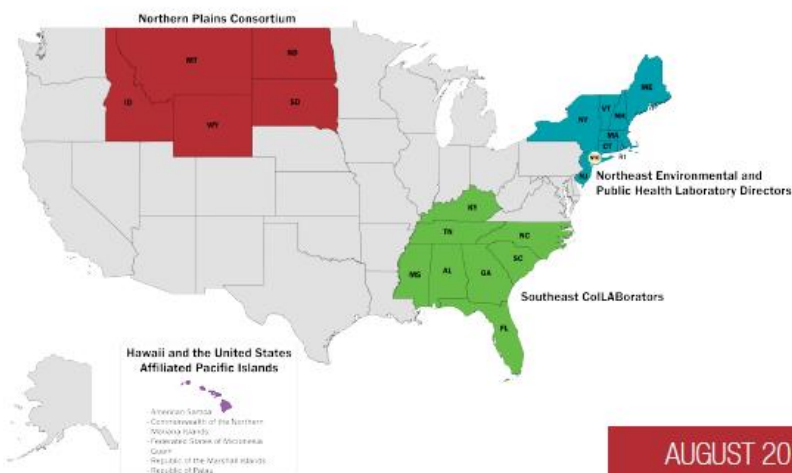 Northern Plains Consortium
MT
ND
ID
SD
WY
ME
VT
NH
NY
MA
CT
RI
NYC
NJ
Northeast Environmental and
Public Health Laboratory Directors
KY
TN
NC
SC
MS
AL
GA
FL
Southeast ColLABorators
Hawaii and the United States
Affiliated Pacific Islands
- American Samoa
- Commonwealth of the Northern
Mariana Islands
- Federated States of Micronesia
Guam
- Republic of the Marshall Islands
- Republic of Palau
AUGUST 20